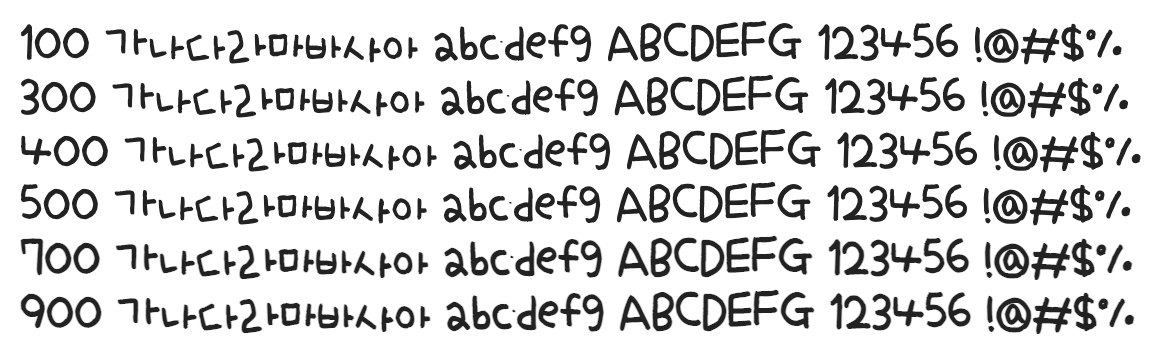 100 가나다라마바사아 abcdefg ABCDEFG 123456 !@#$%
300 가나다라마바사아 abcdefg ABCDEFG 123456 !@#$%
400 가나다라마바사아 abcdefg ABCDEFG 123456 !@#$%
500 가나다라마바사아 abcdefg ABCDEFG 123456 !@#$%
700 가나다라마바사아 abcdefg ABCDEFG 123456 !@#$%
900 가나다라마바사아 abcdefg ABCDEFG 123456 !@#$%